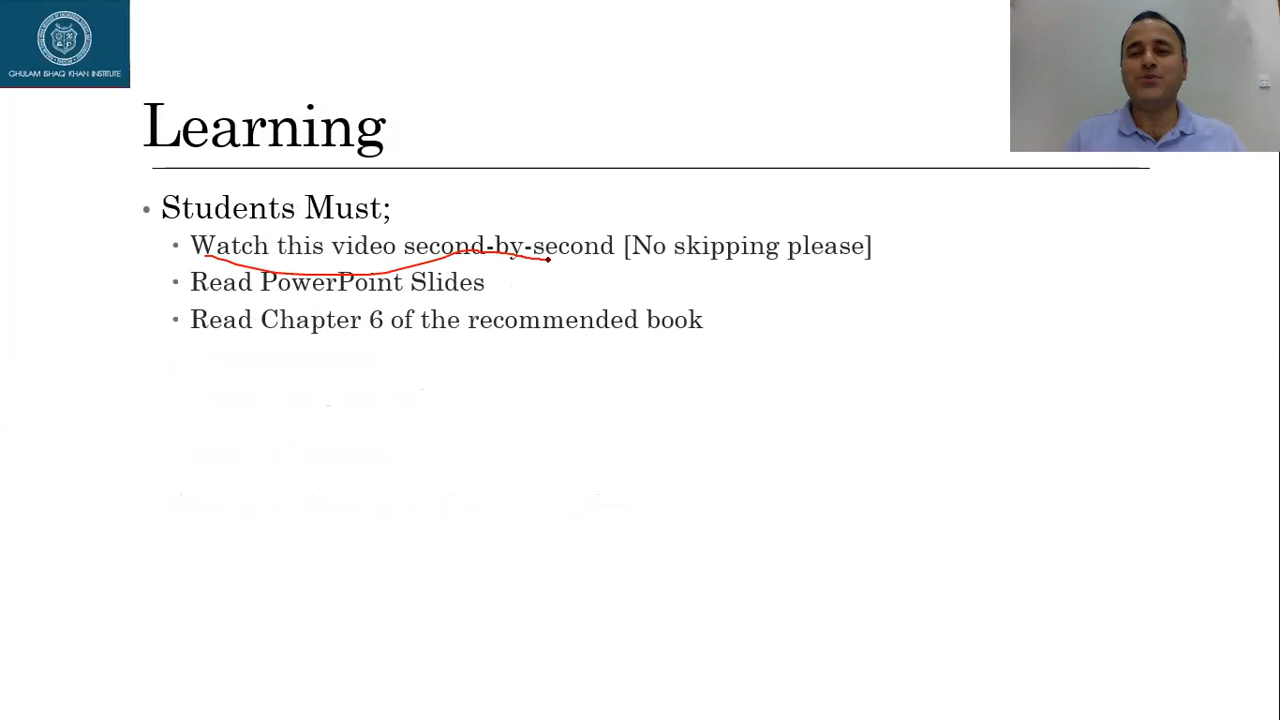 GHULAM ISHAQ KHAN INSTITUTE
Learning
• Students Must;
• Watch this video second-by-second [No skipping please]
• Read PowerPoint Slides
• Read Chapter 6 of the recommended book